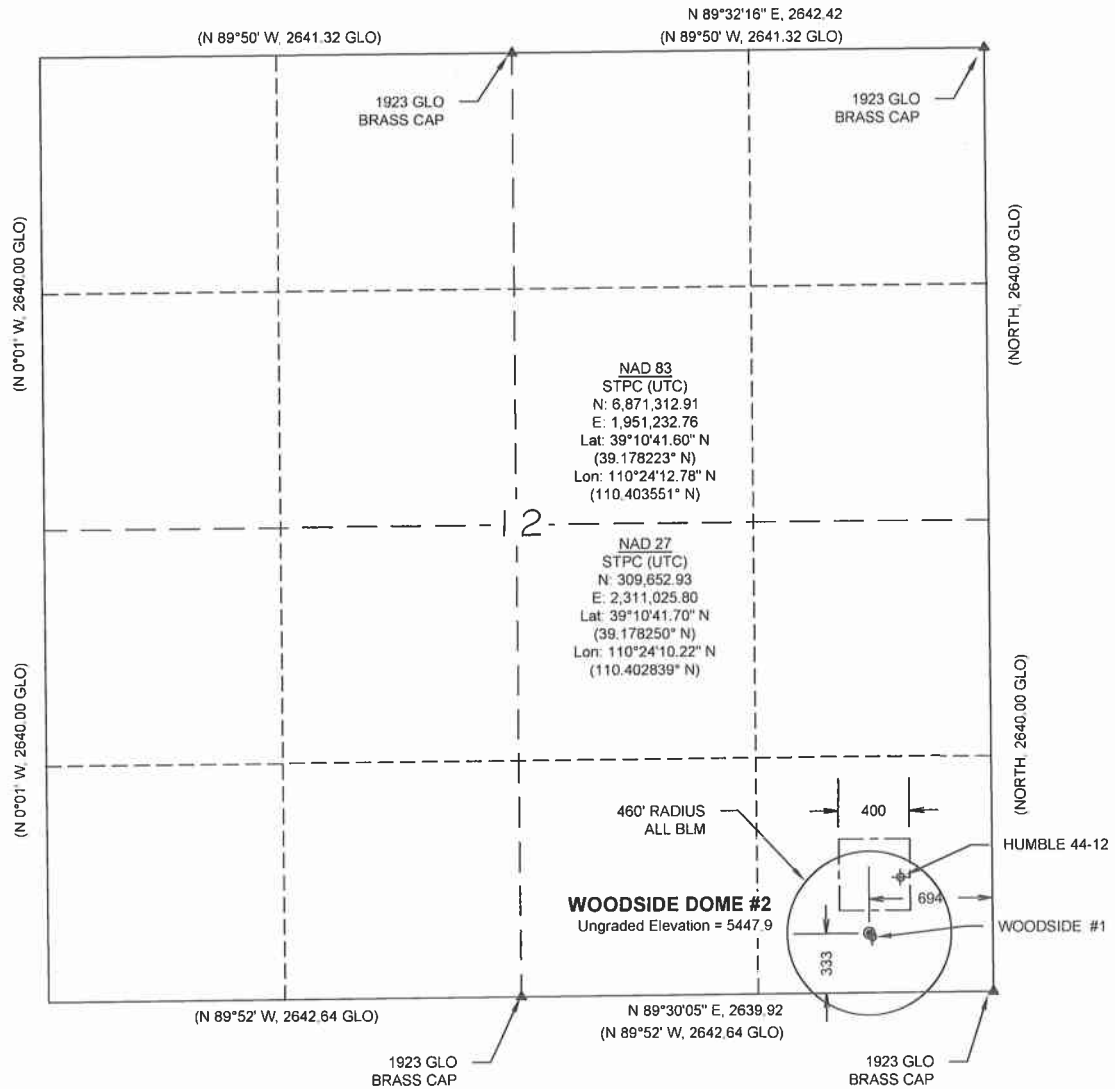 N 89°32'16" E, 2642.42
(N 89°50' W, 2641.32 GLO)
(N 89°50' W, 2641.32 GLO)
1923 GLO
BRASS CAP
1923 GLO
BRASS CAP
(N 0°01' W, 2640.00 GLO)
(NORTH, 2640.00 GLO)
NAD 83
STPC (UTC)
N: 6,871,312.91
E: 1,951,232.76
Lat: 39°10'41.60" N
(39.178223° N)
Lon: 110°24'12.78" N
(110.403551° N)
12
NAD 27
STPC (UTC)
N: 309,652.93
E: 2,311,025.80
Lat: 39°10'41.70" N
(39.178250° N)
Lon: 110°24'10.22" N
(110.402839° N)
(N 0°01' W, 2640.00 GLO)
(NORTH, 2640.00 GLO)
460' RADIUS
ALL BLM
400
HUMBLE 44-12
WOODSIDE DOME #2
Ungraded Elevation = 5447.9
694
WOODSIDE #1
333
(N 89°52' W, 2642.64 GLO)
N 89°30'05" E, 2639.92
(N 89°52' W, 2642.64 GLO)
1923 GLO
BRASS CAP
1923 GLO
BRASS CAP